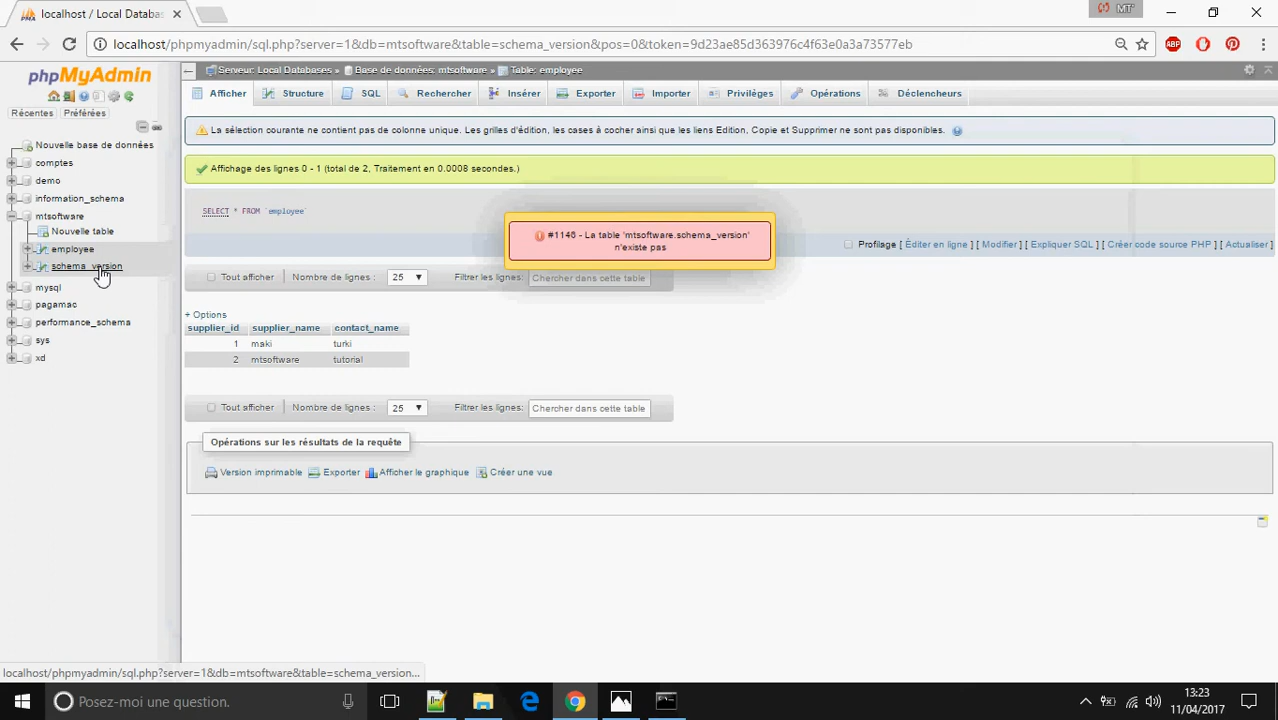 localhost / Local Databas
MT'
localhost/phpmyadmin/sql.php?server=1&db=mtsoftware&table=schema_version&pos=0&token=9d23ae85d363976c4f63e0a3a73577eb
ABP
phpMyAdmin
Récentes
Préférées
Nouvelle base de données
comptes
demo
information_schema
mtsoftware
Nouvelle table
employee
schema_version
mysql
pagamac
performance_schema
sys
xd
Serveur: Local Databases » Base de données: mtsoftware » Table: employee
Afficher Structure SQL Rechercher Insérer Exporter Importer Privilèges Opérations Déclencheurs
La sélection courante ne contient pas de colonne unique. Les grilles d'édition, les cases à cocher ainsi que les liens Edition, Copie et Supprimer ne sont pas disponibles.
Affichage des lignes 0 - 1 (total de 2, Traitement en 0.0008 secondes.)
SELECT * FROM `employee`
#1146 - La table 'mtsoftware.schema_version'
n'existe pas
Profilage [ Éditer en ligne ] [ Modifier ] [ Expliquer SQL ] [ Créer code source PHP ] [ Actualiser ]
Tout afficher Nombre de lignes : 25 Filtrer les lignes: Chercher dans cette table
+ Options
supplier_id supplier_name contact_name
1 maki turki
2 mtsoftware tutorial
Tout afficher Nombre de lignes : 25 Filtrer les lignes: Chercher dans cette table
Opérations sur les résultats de la requête
Version imprimable Exporter Afficher le graphique Créer une vue
localhost/phpmyadmin/sql.php?server=1&db=mtsoftware&table=schema_version...
Posez-moi une question.
13:23
11/04/2017